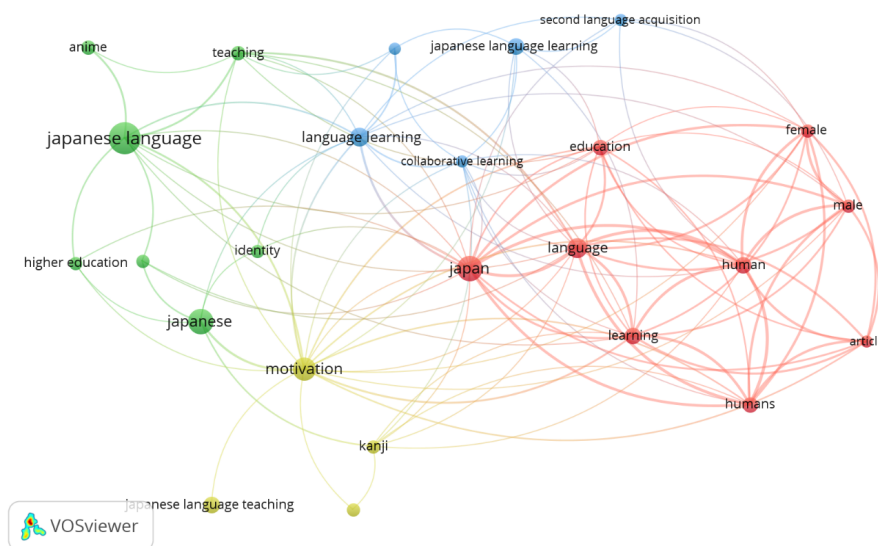 second language acquisition
anime
teaching
japanese language learning
japanese language
language learning
education
female
collaborative learning
male
higher education
identity
japan
language
human
japanese
learning
articl
motivation
humans
kanji
japanese language teaching
VOSviewer